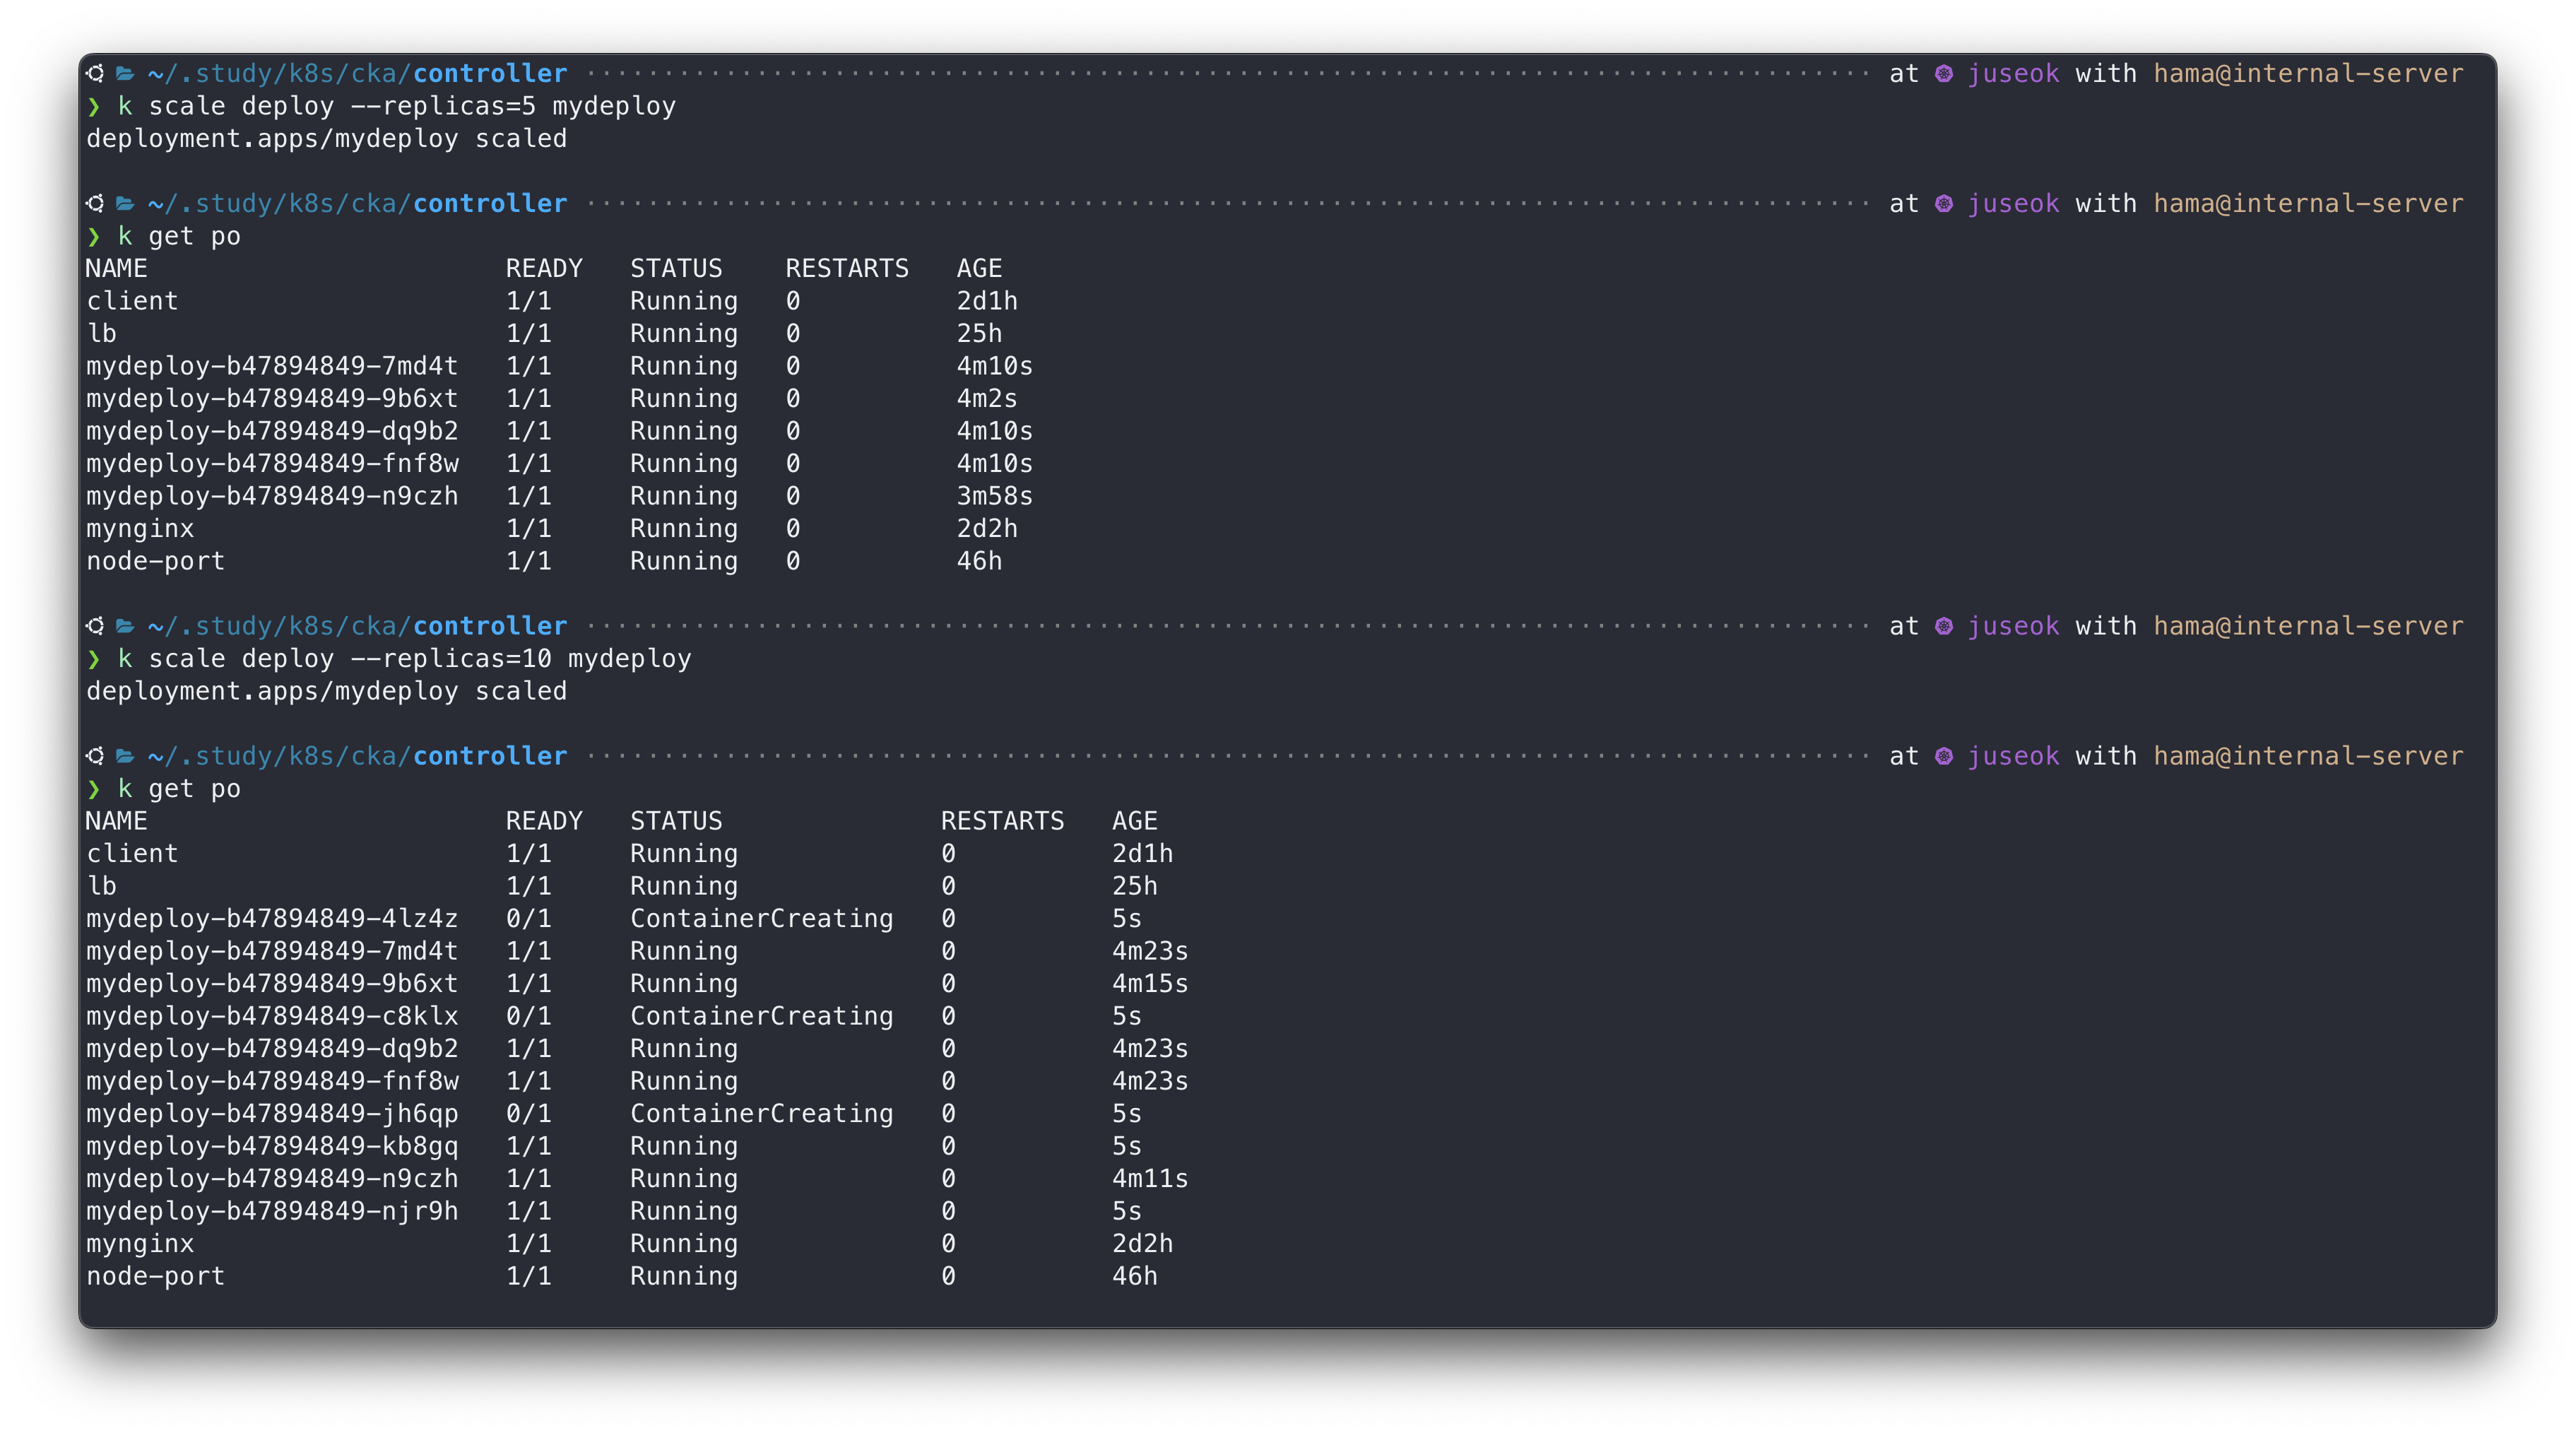 ~/.study/k8s/cka/controller at juseok with hama@internal-server
❯ k scale deploy --replicas=5 mydeploy
deployment.apps/mydeploy scaled
~/.study/k8s/cka/controller at juseok with hama@internal-server
❯ k get po
NAME READY STATUS RESTARTS AGE
client 1/1 Running 0 2d1h
lb 1/1 Running 0 25h
mydeploy-b47894849-7md4t 1/1 Running 0 4m10s
mydeploy-b47894849-9b6xt 1/1 Running 0 4m2s
mydeploy-b47894849-dq9b2 1/1 Running 0 4m10s
mydeploy-b47894849-fnf8w 1/1 Running 0 4m10s
mydeploy-b47894849-n9czh 1/1 Running 0 3m58s
mynginx 1/1 Running 0 2d2h
node-port 1/1 Running 0 46h
~/.study/k8s/cka/controller at juseok with hama@internal-server
❯ k scale deploy --replicas=10 mydeploy
deployment.apps/mydeploy scaled
~/.study/k8s/cka/controller at juseok with hama@internal-server
❯ k get po
NAME READY STATUS RESTARTS AGE
client 1/1 Running 0 2d1h
lb 1/1 Running 0 25h
mydeploy-b47894849-4lz4z 0/1 ContainerCreating 0 5s
mydeploy-b47894849-7md4t 1/1 Running 0 4m23s
mydeploy-b47894849-9b6xt 1/1 Running 0 4m15s
mydeploy-b47894849-c8klx 0/1 ContainerCreating 0 5s
mydeploy-b47894849-dq9b2 1/1 Running 0 4m23s
mydeploy-b47894849-fnf8w 1/1 Running 0 4m23s
mydeploy-b47894849-jh6qp 0/1 ContainerCreating 0 5s
mydeploy-b47894849-kb8gq 1/1 Running 0 5s
mydeploy-b47894849-n9czh 1/1 Running 0 4m11s
mydeploy-b47894849-njr9h 1/1 Running 0 5s
mynginx 1/1 Running 0 2d2h
node-port 1/1 Running 0 46h